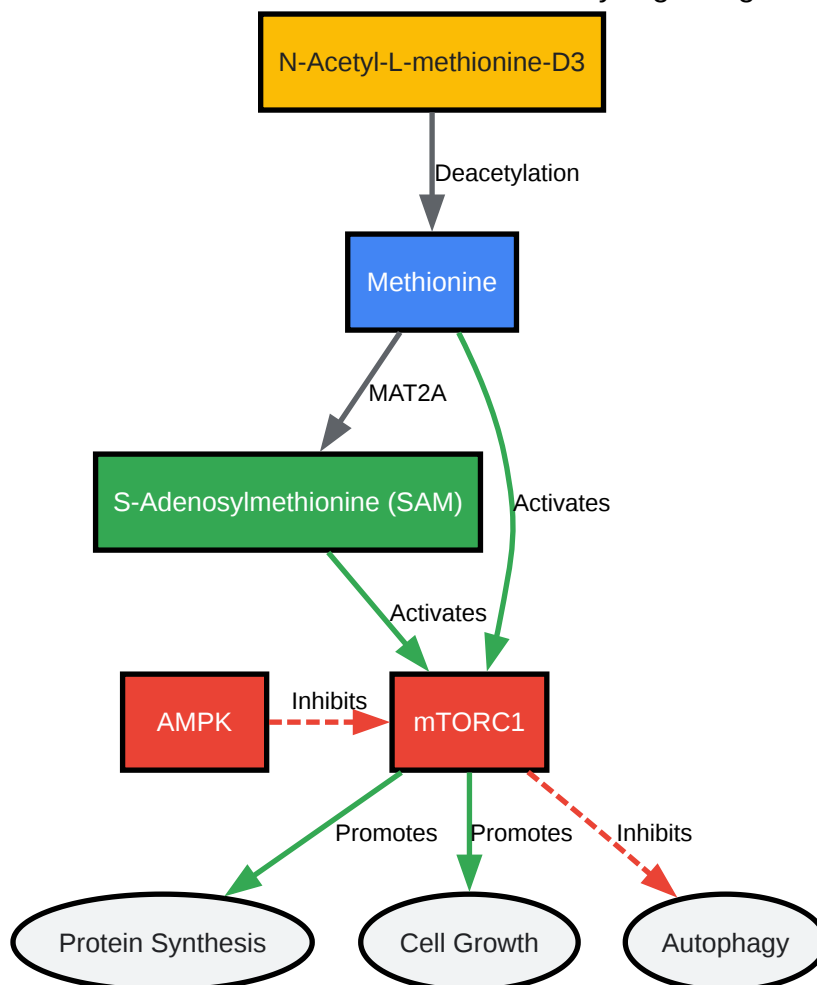 N-Acetyl-L-methionine-D3
Deacetylation
Methionine
MAT2A
S-Adenosylmethionine (SAM)
Activates
Activates
Inhibits
AMPK
mTORC1
Promotes
Promotes
Inhibits
Protein Synthesis
Cell Growth
Autophagy